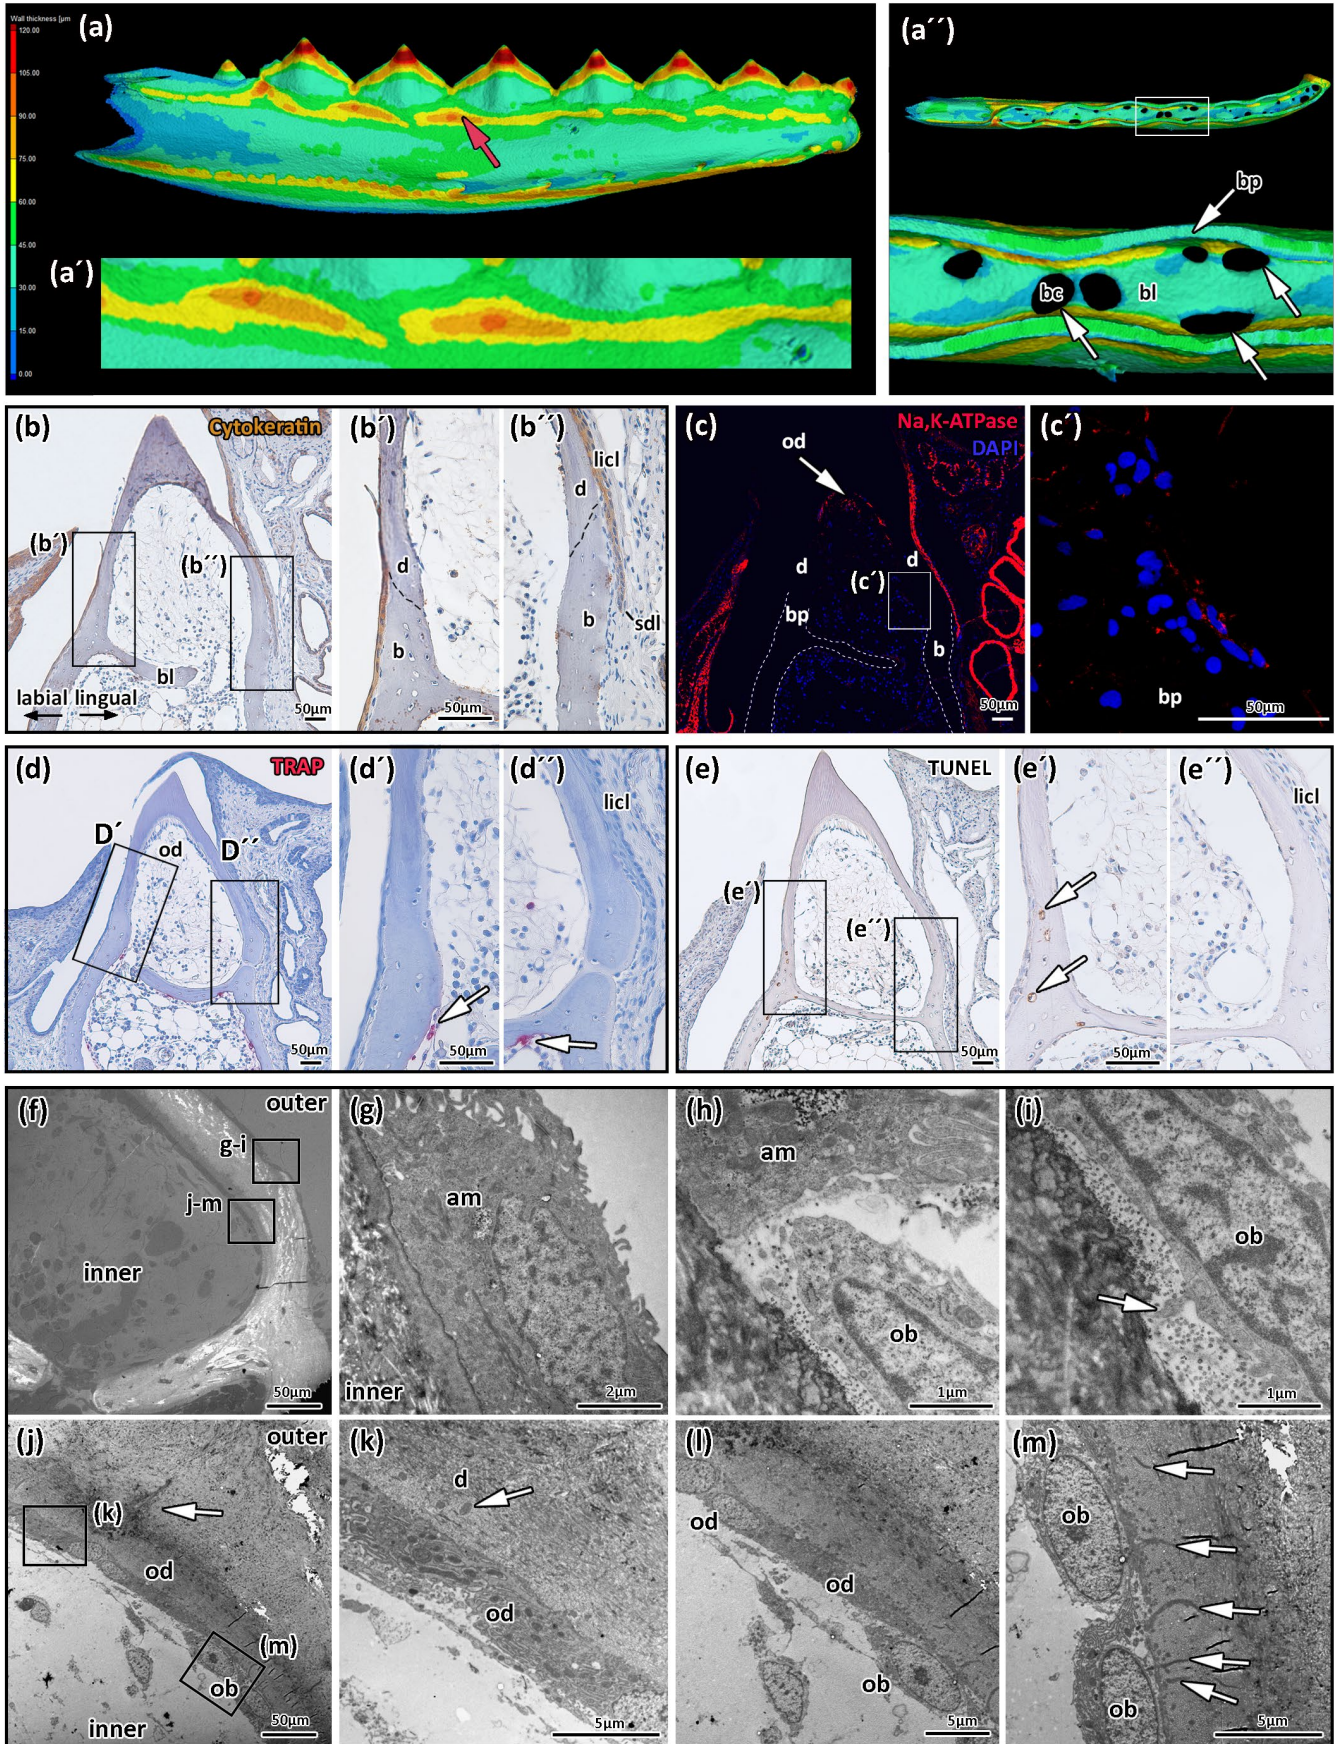 Wall thickness [µm
120.00
105.00
90.00
75.00
60.00
45.00
30.00
15.00
0.00
(a)
(a´)
(a´´)
bp
bc
bl
(b)
Cytokeratin
(b´)
(b´´)
bl
labial lingual
50µm
(b´)
d
b
50µm
(b´´)
licl
d
b
sdl
(c)
Na,K-ATPase
DAPI
od
d
d
(c´)
bp
b
50µm
(c´)
bp
50µm
(d)
TRAP
D´
od
D´´
50µm
(d´)
50µm
(d´´)
licl
(e)
TUNEL
(e´)
(e´´)
50µm
(e´)
50µm
(e´´)
licl
(f)
outer
g-i
j-m
inner
50µm
(g)
am
inner
2µm
(h)
am
ob
1µm
(i)
ob
1µm
(j)
outer
(k)
od
(m)
ob
inner
50µm
(k)
d
od
5µm
(l)
od
od
ob
5µm
(m)
ob
ob
5µm